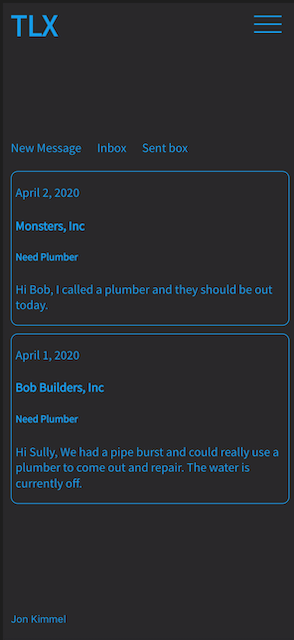 TLX
New Message Inbox Sent box
April 2, 2020
Monsters, Inc
Need Plumber
Hi Bob, I called a plumber and they should be out
today.
April 1, 2020
Bob Builders, Inc
Need Plumber
Hi Sully, We had a pipe burst and could really use a
plumber to come out and repair. The water is
currently off.
Jon Kimmel